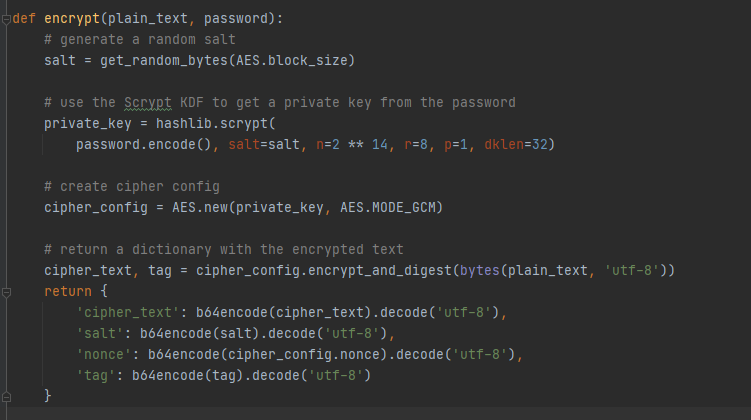 def encrypt(plain_text, password):
    # generate a random salt
    salt = get_random_bytes(AES.block_size)

    # use the Scrypt KDF to get a private key from the password
    private_key = hashlib.scrypt(
        password.encode(), salt=salt, n=2 ** 14, r=8, p=1, dklen=32)

    # create cipher config
    cipher_config = AES.new(private_key, AES.MODE_GCM)

    # return a dictionary with the encrypted text
    cipher_text, tag = cipher_config.encrypt_and_digest(bytes(plain_text, 'utf-8'))
    return {
        'cipher_text': b64encode(cipher_text).decode('utf-8'),
        'salt': b64encode(salt).decode('utf-8'),
        'nonce': b64encode(cipher_config.nonce).decode('utf-8'),
        'tag': b64encode(tag).decode('utf-8')
    }